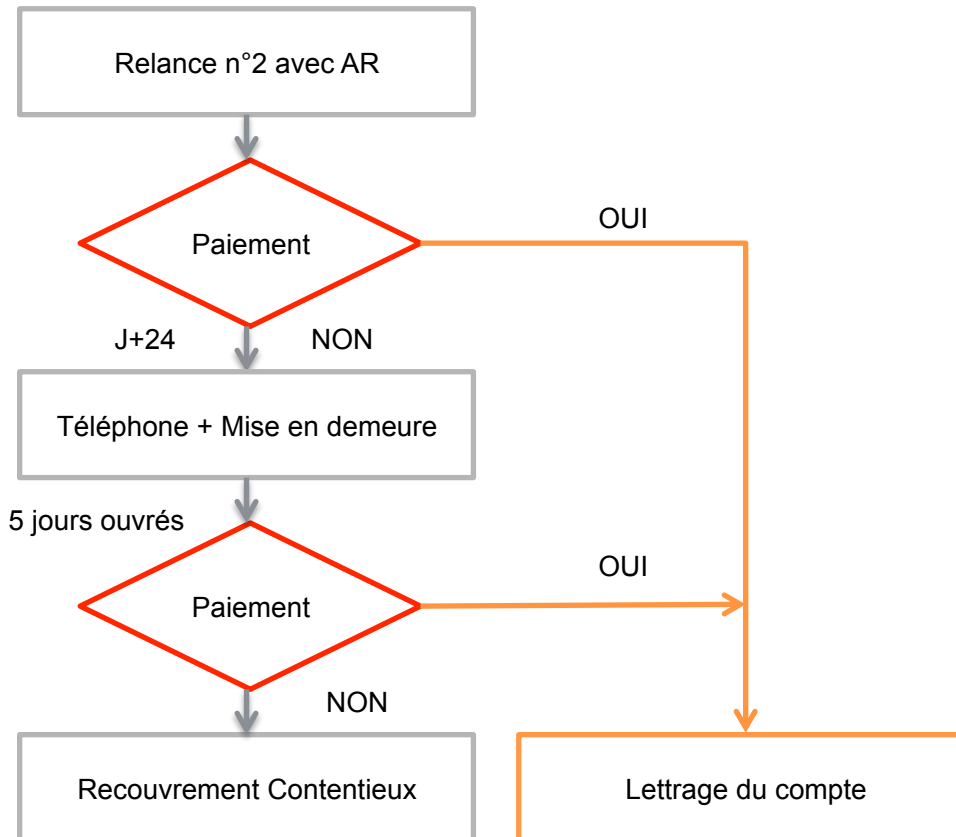 Relance n°2 avec AR
OUI
Paiement
J+24 NON
Téléphone + Mise en demeure
5 jours ouvrés
OUI
Paiement
NON
Recouvrement Contentieux
Lettrage du compte